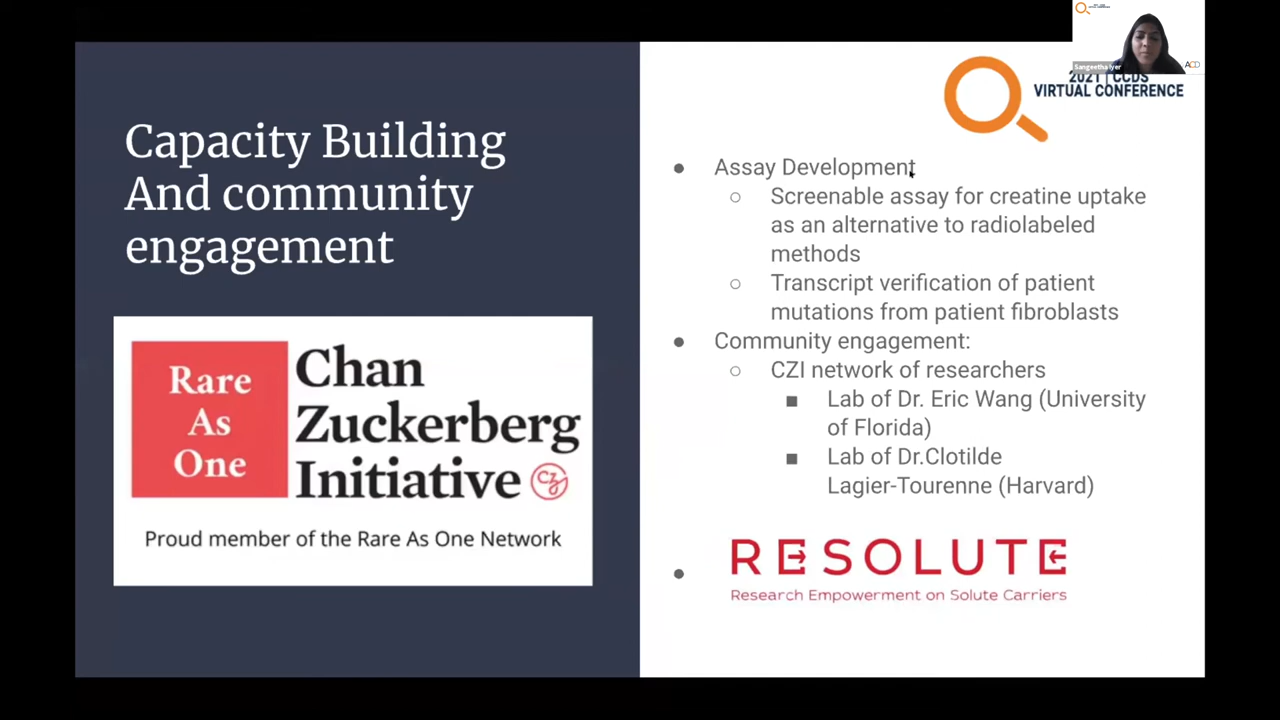 Capacity Building
And community
engagement
Rare
As
One
Chan
Zuckerberg
Initiative
Proud member of the Rare As One Network
Sangeetha Iyer
2021 | CCDS
VIRTUAL CONFERENCE
Assay Development
Screenable assay for creatine uptake
as an alternative to radiolabeled
methods
Transcript verification of patient
mutations from patient fibroblasts
Community engagement:
CZI network of researchers
Lab of Dr. Eric Wang (University
of Florida)
Lab of Dr.Clotilde
Lagier-Tourenne (Harvard)
RESOLUTE
Research Empowerment on Solute Carriers